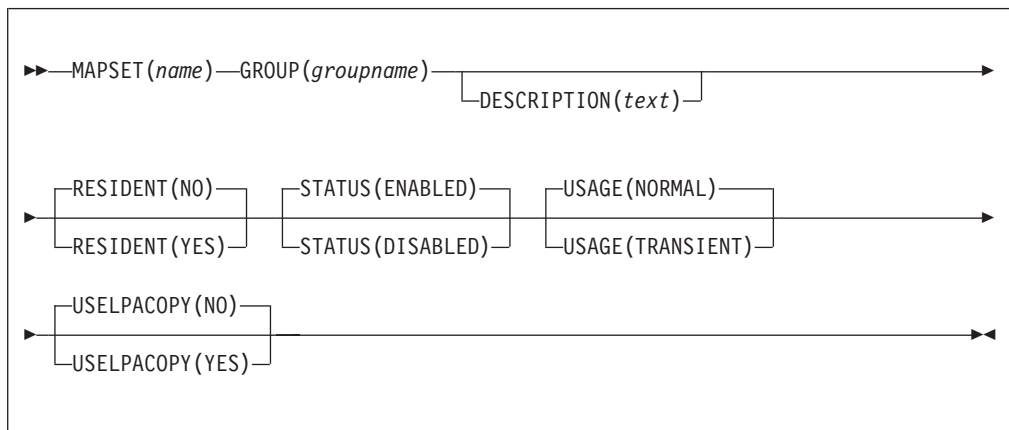 MAPSET(name) GROUP(groupname)
DESCRIPTION(text)
RESIDENT(NO) STATUS(ENABLED) USAGE(NORMAL)
RESIDENT(YES) STATUS(DISABLED) USAGE(TRANSIENT)
USELPACOPY(NO)
USELPACOPY(YES)